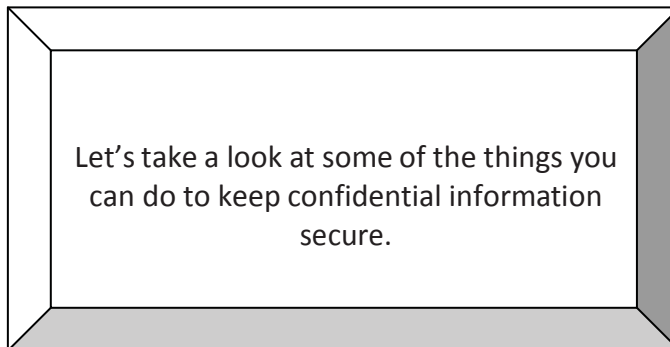 Let’s take a look at some of the things you
can do to keep confidential information
secure.